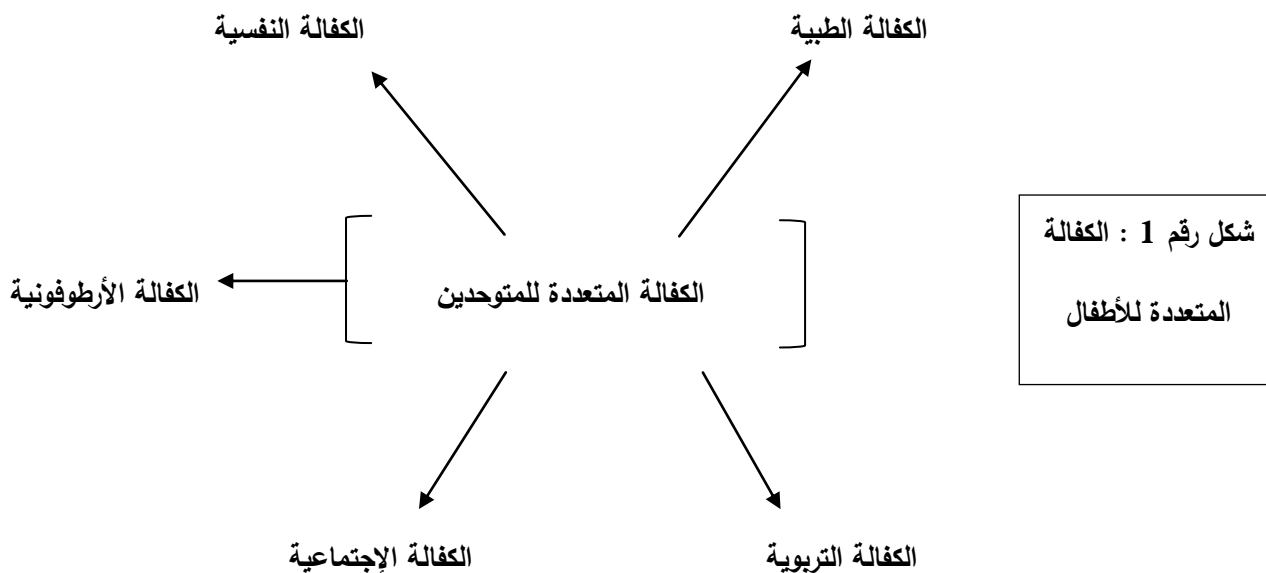 الكفالة الطبية
الكفالة النفسية
شكل رقم 1 : الكفالة
المتعددة للأطفال
الكفالة المتعددة للمتوحدين
الكفالة الأرطوفونية
الكفالة التربوية
الكفالة الإجتماعية